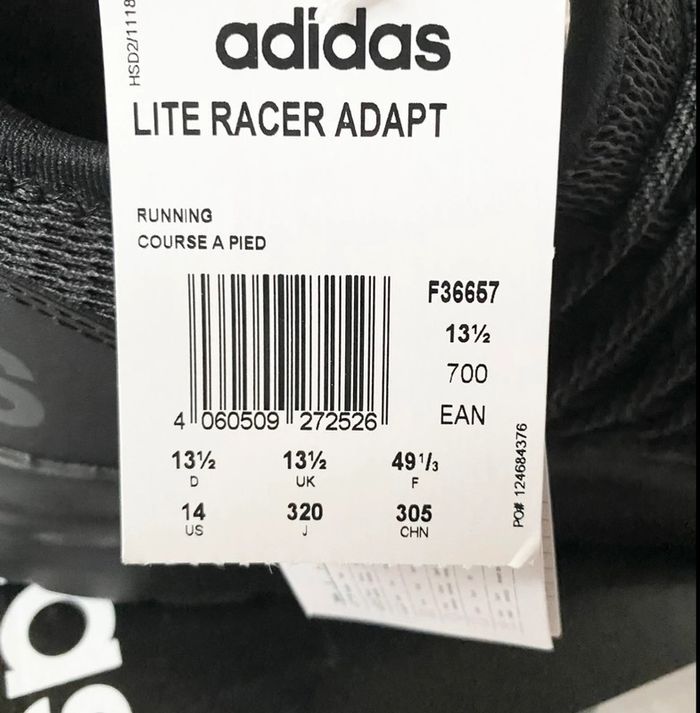 HSD2/1118
adidas
LITE RACER ADAPT
RUNNING
COURSE A PIED
F36657
13½
700
EAN
4 060509 272526
13½ 13½ 49 1/3
D UK F
14 320 305
US J CHN
PO# 124684376